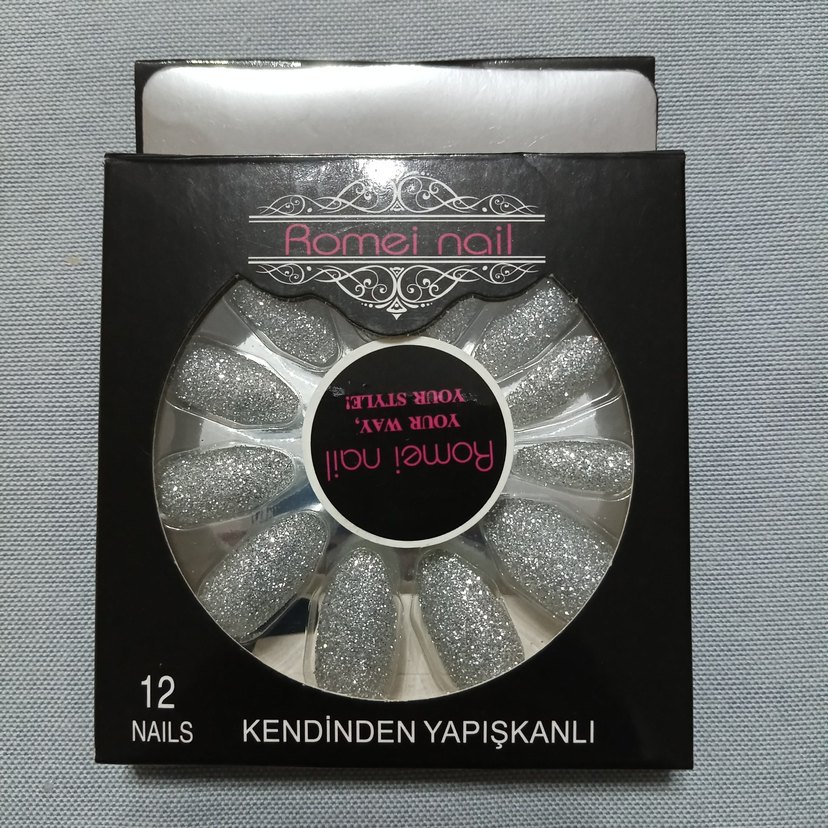 Romei nail
Romei nail
YOUR WAY,
YOUR STYLE!
12
NAILS
KENDİNDEN YAPIŞKANLI